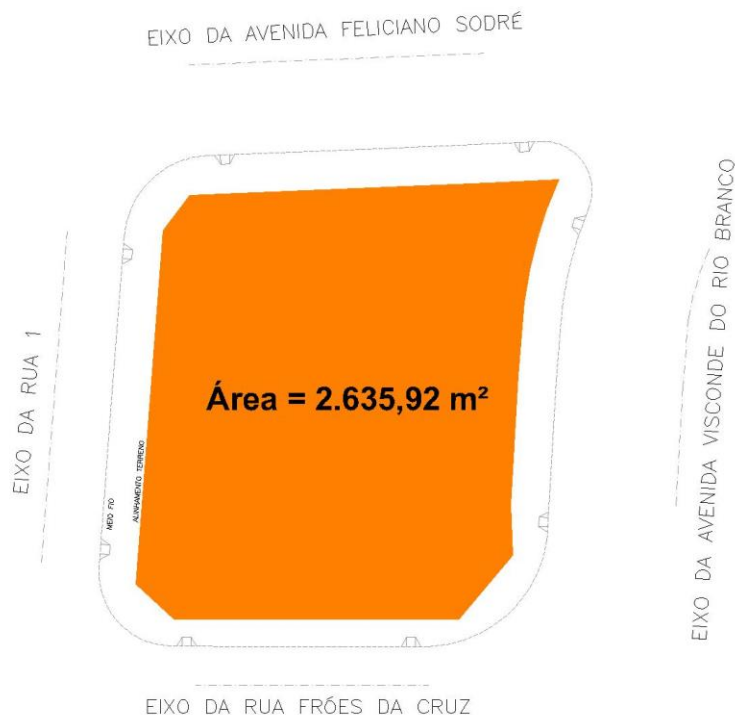 EIXO DA AVENIDA FELICIANO SODRÉ
EIXO DA AVENIDA VISCONDE DO RIO BRANCO
EIXO DA RUA 1
Área = 2.635,92 m²
ALINHAMENTO TERRENO
MEIO FIO
EIXO DA RUA FRÓES DA CRUZ